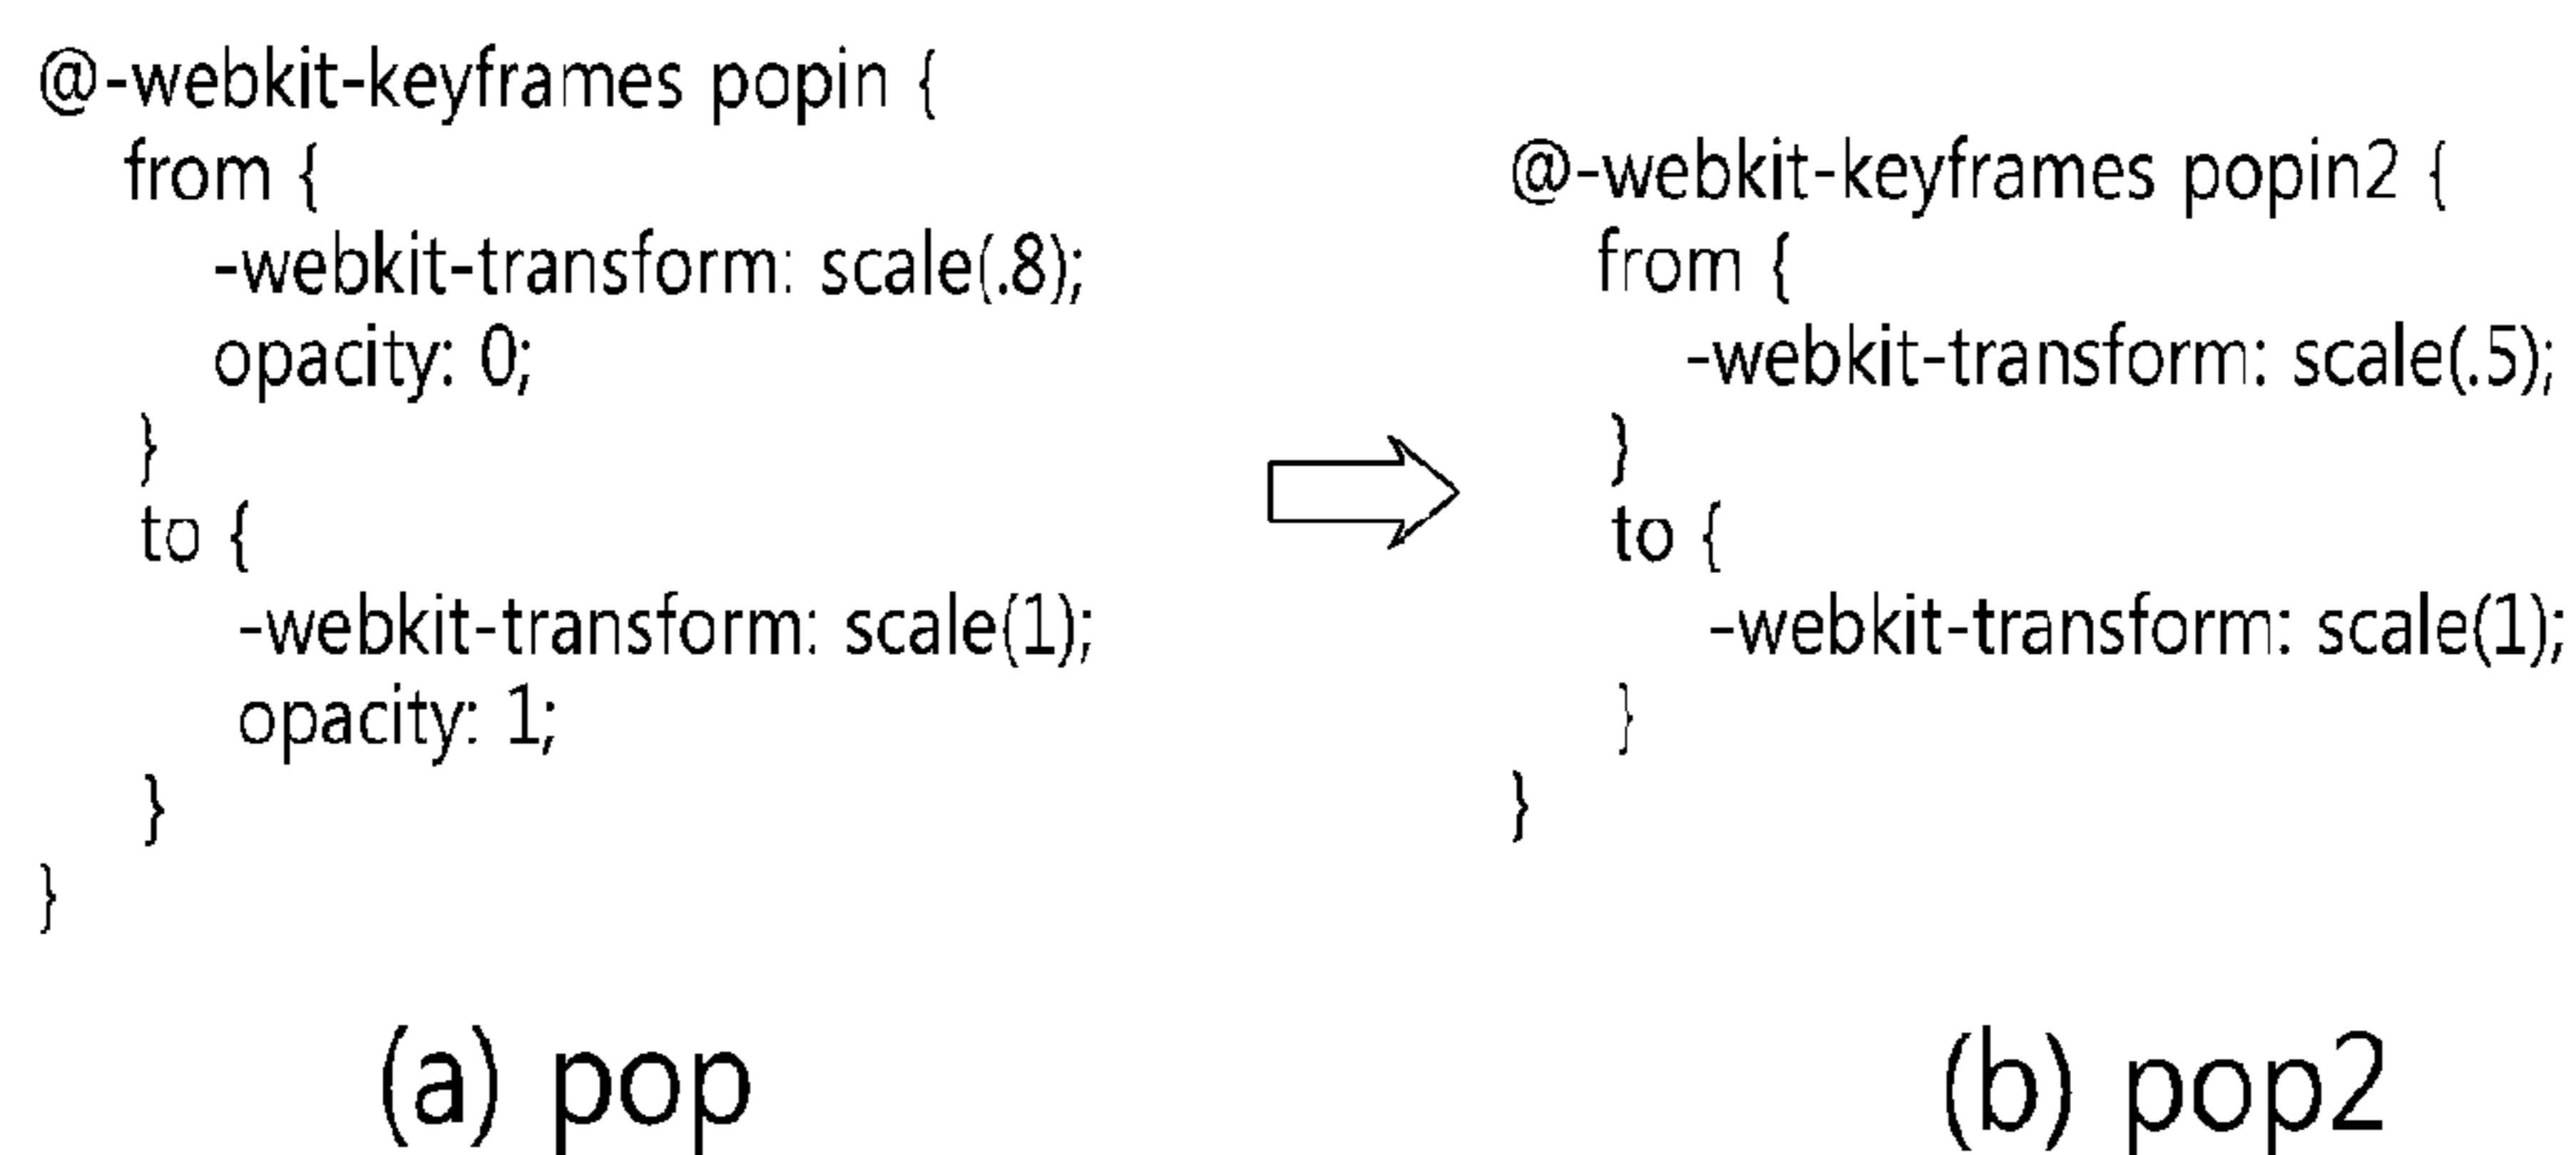 @-webkit-keyframes popin {
from {
-webkit-transform: scale(.8);
opacity: 0;
}
to {
-webkit-transform: scale(1);
opacity: 1;
}
}
(a) pop
@-webkit-keyframes popin2 {
from {
-webkit-transform: scale(.5);
}
to {
-webkit-transform: scale(1);
}
}
(b) pop2